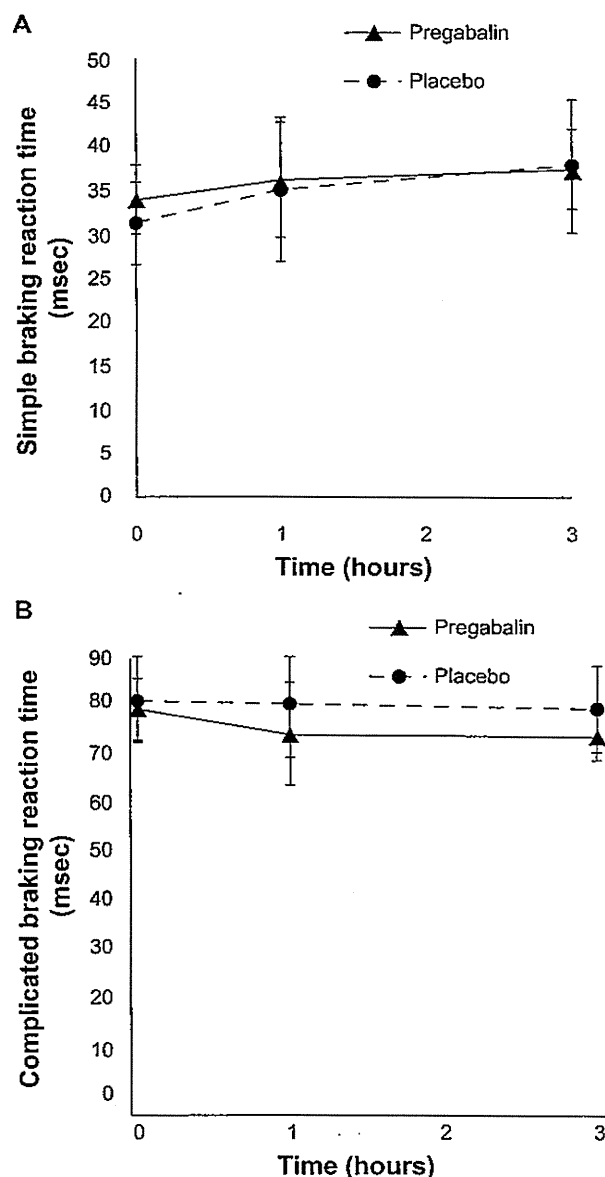 A
Pregabalin
Placebo
50
45
40
35
30
25
20
15
10
5
0
Simple braking reaction time
(msec)
0 1 2 3
Time (hours)
B
Pregabalin
Placebo
90
80
70
60
50
40
30
20
10
0
Complicated braking reaction time
(msec)
0 1 2 3
Time (hours)